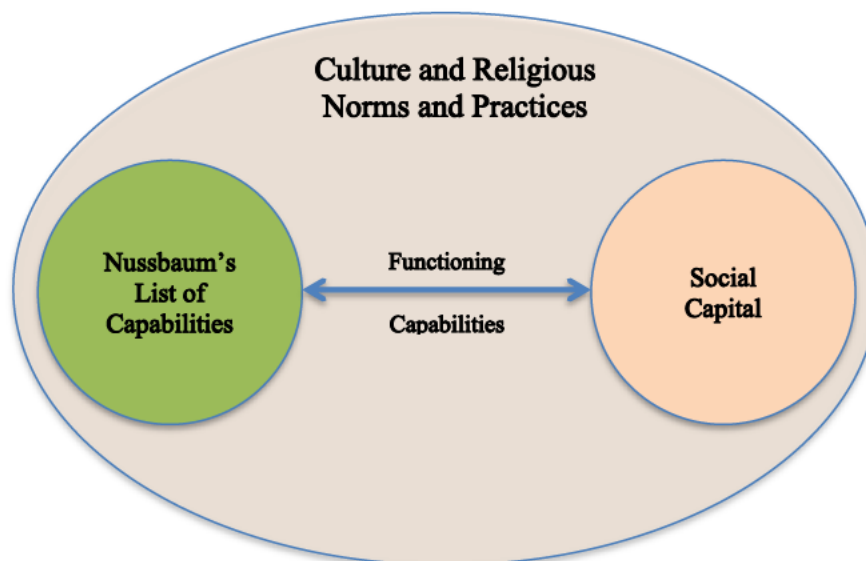 Culture and Religious
Norms and Practices
Nussbaum's
List of
Capabilities
Functioning
Capabilities
Social
Capital